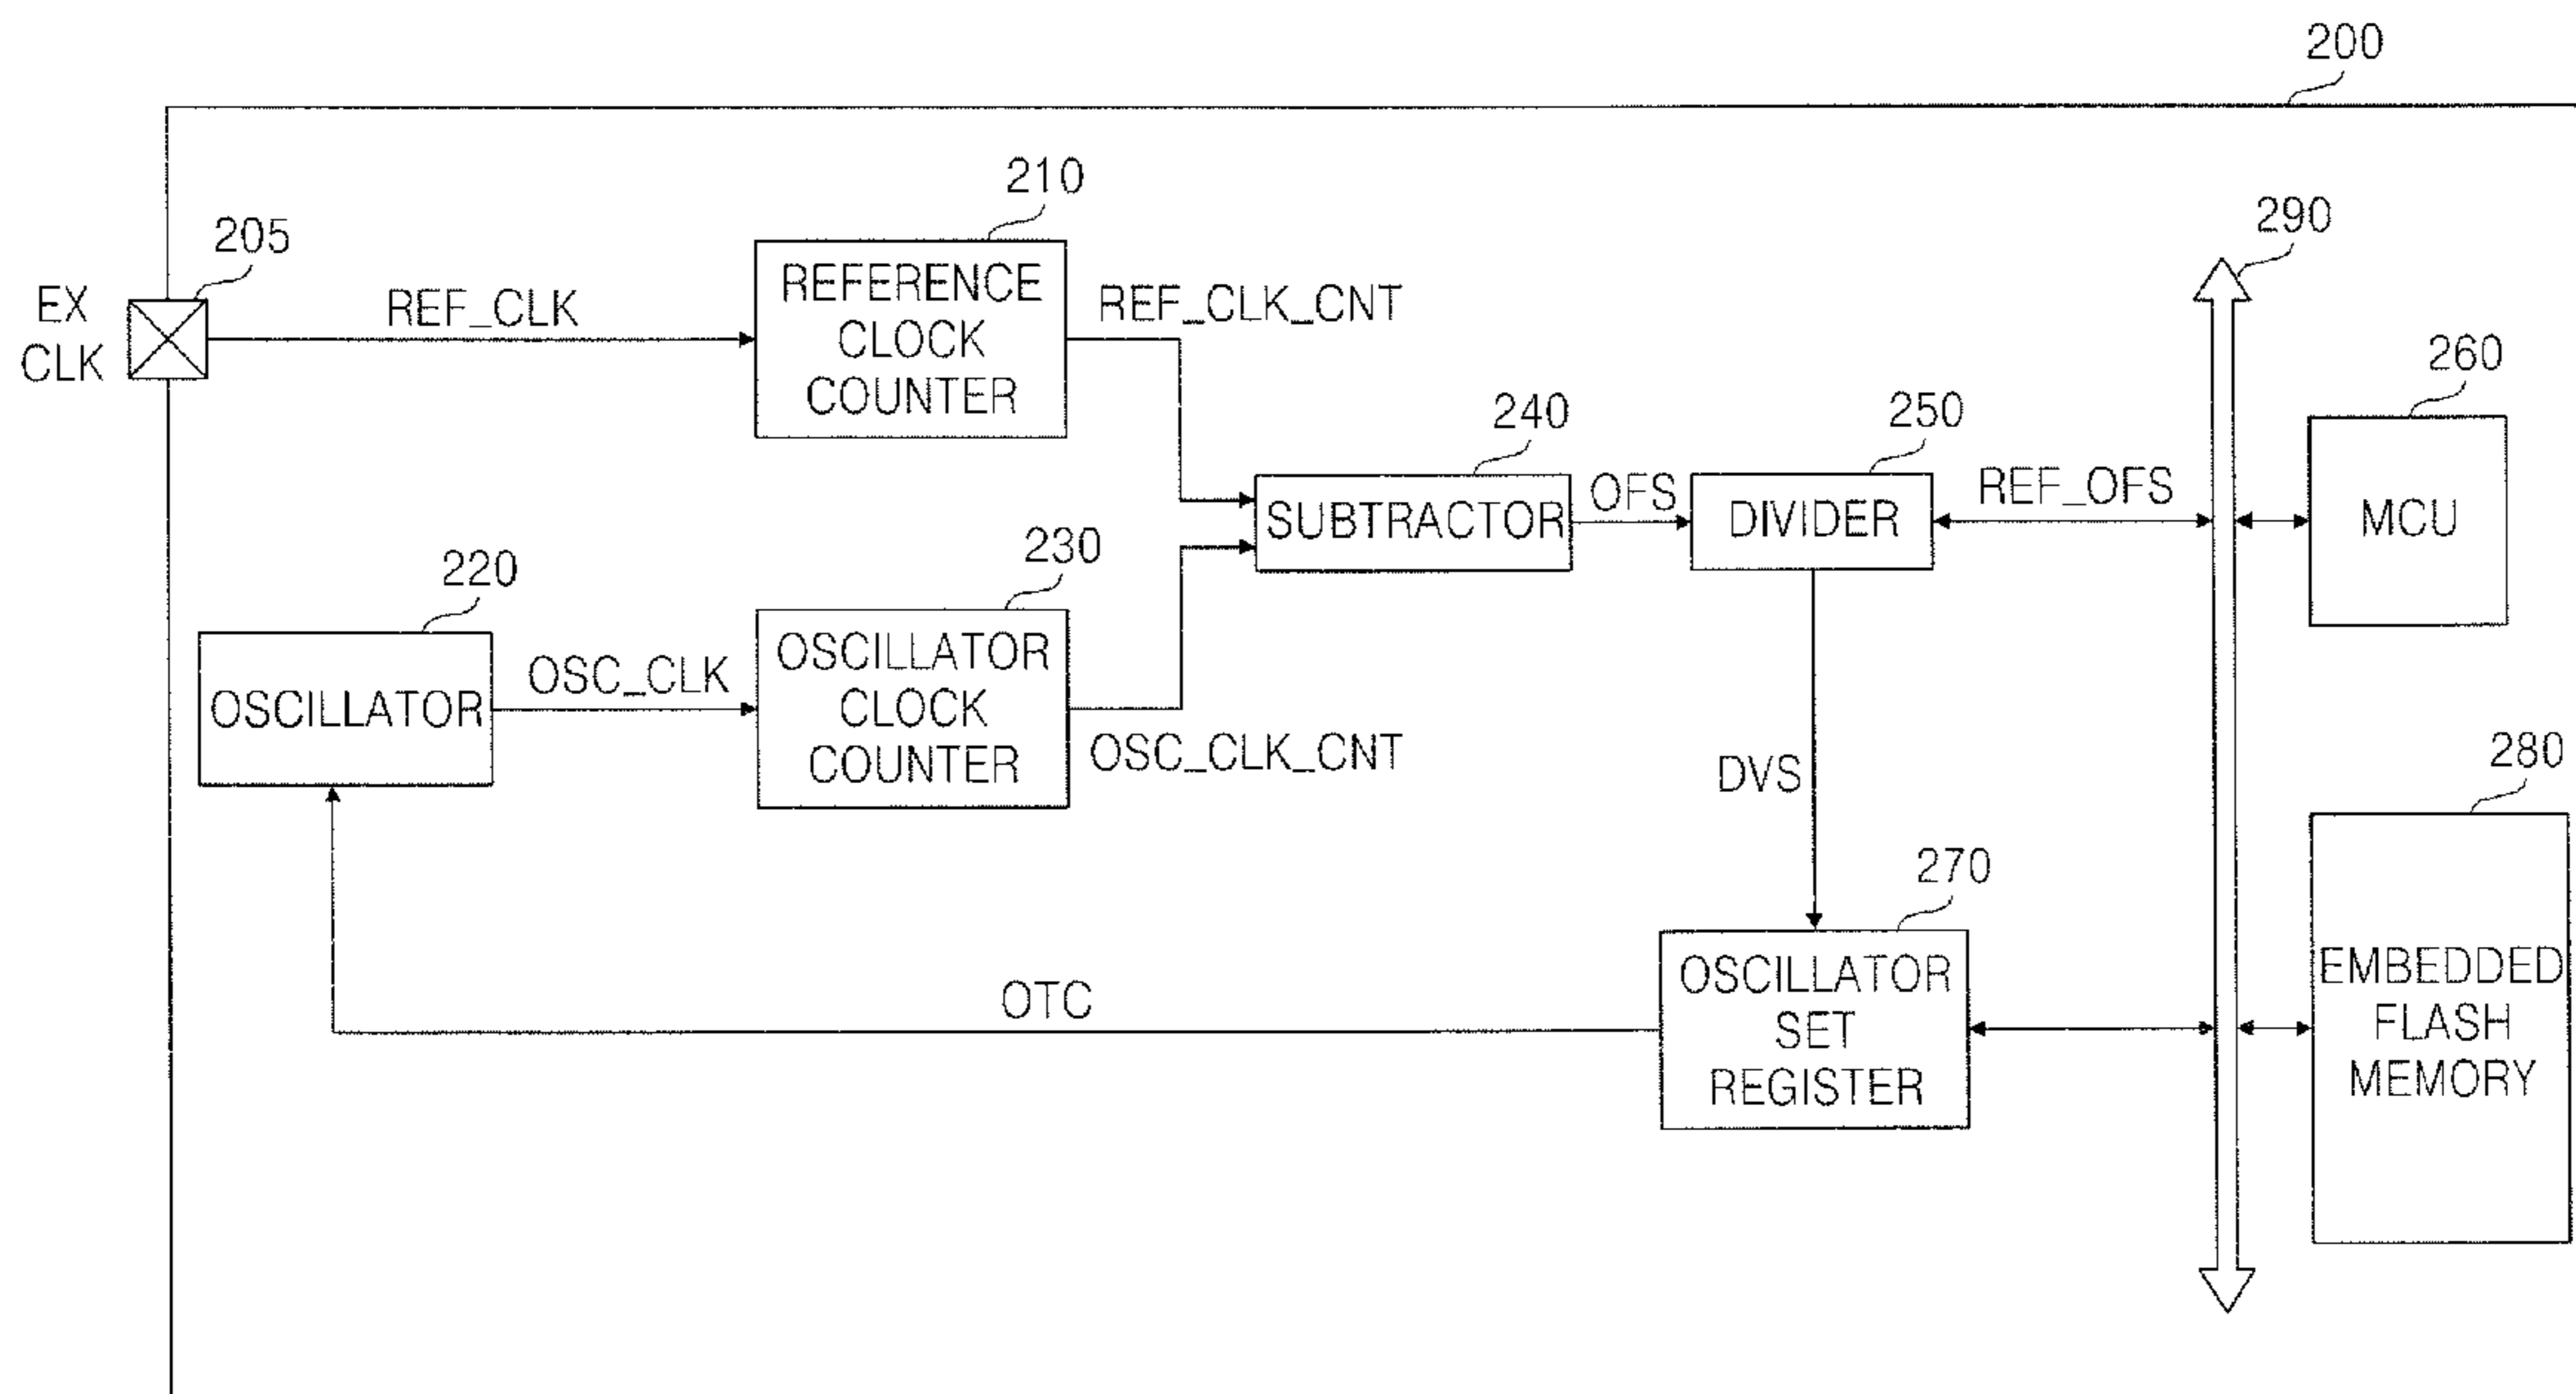 200
210
290
205
EX
CLK
REF_CLK
REFERENCE
CLOCK
COUNTER
REF_CLK_CNT
260
240
250
SUBTRACTOR
OFS
DIVIDER
REF_OFS
MCU
220
230
OSCILLATOR
OSC_CLK
OSCILLATOR
CLOCK
COUNTER
OSC_CLK_CNT
DVS
280
270
OTC
OSCILLATOR
SET
REGISTER
EMBEDDED
FLASH
MEMORY